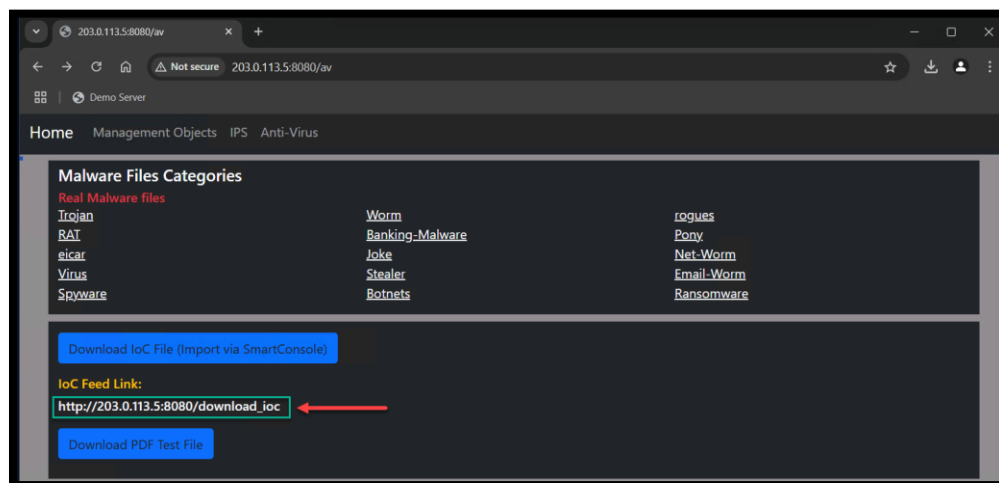 203.0.113.5:8080/av
Not secure 203.0.113.5:8080/av
Demo Server
Home Management Objects IPS Anti-Virus
Malware Files Categories
Real Malware files
Trojan Worm rogues
RAT Banking-Malware Pony
eicar Joke Net-Worm
Virus Stealer Email-Worm
Spyware Botnets Ransomware
Download IoC File (Import via SmartConsole)
IoC Feed Link:
http://203.0.113.5:8080/download_ioc
Download PDF Test File